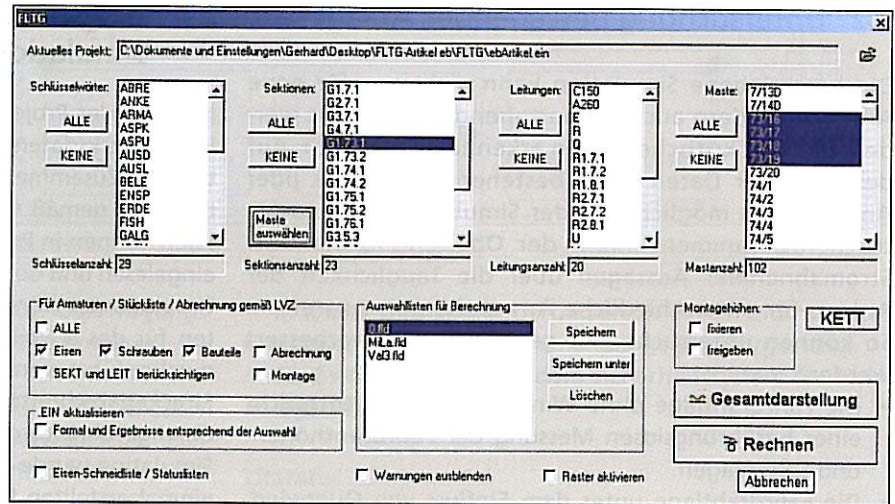 FLTG
Aktuelles Projekt: C:\Dokumente und Einstellungen\Gerhard\Desktop\FLTG-Artikel eb\FLTG\ebArtikel.ein
Schlüsselwörter:
ALLE
KEINE
ABRE
ANKE
ARMA
ASPK
ASPU
AUSD
AUSL
BELE
ENSP
ERDE
FISH
GALG
Schlüsselanzahl: 29
Sektionen:
ALLE
KEINE
Maste auswählen
G1.7.1
G2.7.1
G3.7.1
G4.7.1
G1.73.1
G1.73.2
G1.74.1
G1.74.2
G1.75.1
G1.75.2
G1.76.1
G3.5.3
Sektionsanzahl: 23
Leitungen:
ALLE
KEINE
C150
A260
E
R
Q
R1.7.1
R1.7.2
R1.8.1
R2.7.1
R2.7.2
R2.8.1
U
Leitungsanzahl: 20
Maste:
ALLE
KEINE
7/13D
7/14D
73/16
73/17
73/18
73/19
73/20
74/1
74/2
74/3
74/4
74/5
Mastanzahl: 102
Für Armaturen / Stückliste / Abrechnung gemäß LVZ
ALLE
Eisen Schrauben Bauteile Abrechnung
SEKT und LEIT berücksichtigen Montage
.EIN aktualisieren
Formal und Ergebnisse entsprechend der Auswahl
Eisen-Schneidliste / Statuslisten
Auswahllisten für Berechnung
0.fld
MiLa.fld
Val3.fld
Speichern
Speichern unter
Löschen
Warnungen ausblenden
Raster aktivieren
Montagehöhen:
fixieren
freigeben
KETT
Gesamtdarstellung
Rechnen
Abbrechen